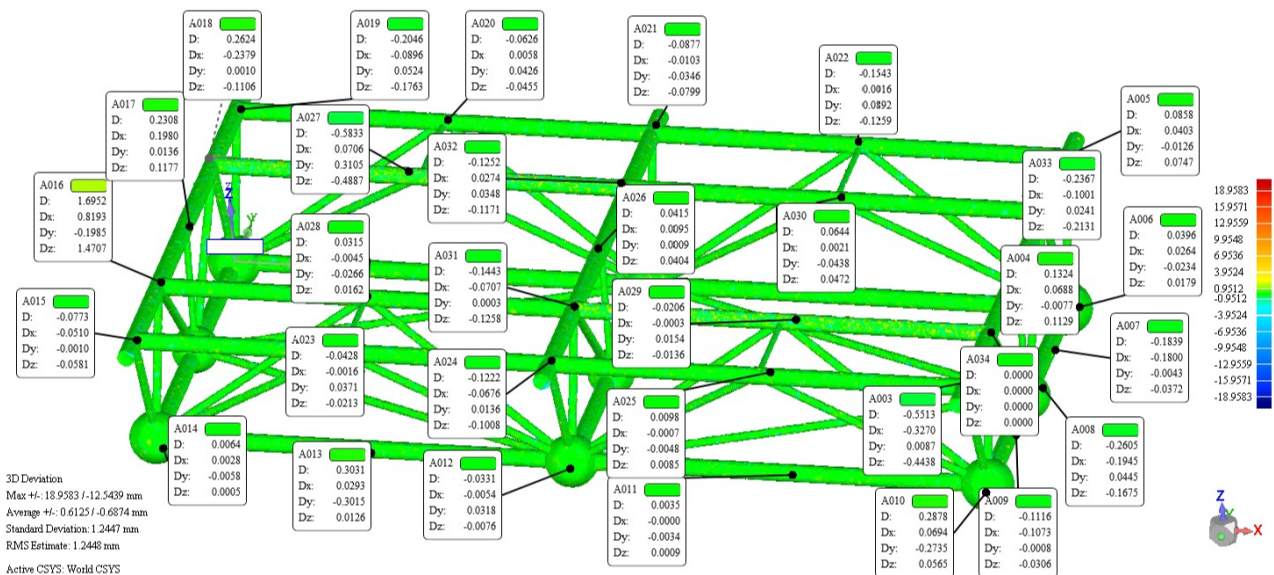 A018
D: 0.2624
Dx: -0.2379
Dy: 0.0010
Dz: -0.1106
A019
D: -0.2046
Dx: -0.0896
Dy: 0.0524
Dz: -0.1763
A020
D: -0.0626
Dx: 0.0058
Dy: 0.0426
Dz: -0.0455
A021
D: -0.0877
Dx: -0.0103
Dy: -0.0346
Dz: -0.0799
A022
D: -0.1543
Dx: 0.0016
Dy: 0.0892
Dz: -0.1259
A005
D: 0.0858
Dx: 0.0403
Dy: -0.0126
Dz: 0.0747
A017
D: 0.2308
Dx: 0.1980
Dy: 0.0136
Dz: 0.1177
A027
D: -0.5833
Dx: 0.0706
Dy: 0.3105
Dz: -0.4887
A032
D: -0.1252
Dx: 0.0274
Dy: 0.0348
Dz: -0.1171
A033
D: -0.2367
Dx: -0.1001
Dy: 0.0241
Dz: -0.2131
A016
D: 1.6952
Dx: 0.8193
Dy: -0.1985
Dz: 1.4707
A026
D: 0.0415
Dx: 0.0095
Dy: 0.0009
Dz: 0.0404
A030
D: 0.0644
Dx: 0.0021
Dy: -0.0438
Dz: 0.0472
A006
D: 0.0396
Dx: 0.0264
Dy: -0.0234
Dz: 0.0179
A028
D: 0.0315
Dx: -0.0045
Dy: -0.0266
Dz: 0.0162
A031
D: -0.1443
Dx: -0.0707
Dy: 0.0003
Dz: -0.1258
A004
D: 0.1324
Dx: 0.0688
Dy: -0.0077
Dz: 0.1129
A015
D: -0.0773
Dx: -0.0510
Dy: -0.0010
Dz: -0.0581
A029
D: -0.0206
Dx: -0.0003
Dy: 0.0154
Dz: -0.0136
A007
D: -0.1839
Dx: -0.1800
Dy: -0.0043
Dz: -0.0372
A023
D: -0.0428
Dx: -0.0016
Dy: 0.0371
Dz: -0.0213
A024
D: -0.1222
Dx: -0.0676
Dy: 0.0136
Dz: -0.1008
A034
D: 0.0000
Dx: 0.0000
Dy: 0.0000
Dz: 0.0000
A025
D: 0.0098
Dx: -0.0007
Dy: -0.0048
Dz: 0.0085
A003
D: -0.5513
Dx: -0.3270
Dy: 0.0087
Dz: -0.4438
A008
D: -0.2605
Dx: -0.1945
Dy: 0.0445
Dz: -0.1675
A014
D: 0.0064
Dx: 0.0028
Dy: -0.0058
Dz: 0.0005
A013
D: 0.3031
Dx: 0.0293
Dy: -0.3015
Dz: 0.0126
A012
D: -0.0331
Dx: -0.0054
Dy: 0.0318
Dz: -0.0076
A011
D: 0.0035
Dx: -0.0000
Dy: -0.0034
Dz: 0.0009
A010
D: 0.2878
Dx: 0.0694
Dy: -0.2735
Dz: 0.0565
A009
D: -0.1116
Dx: -0.1073
Dy: -0.0008
Dz: -0.0306
18.9583
15.9571
12.9559
9.9548
6.9536
3.9524
0.9512
-0.9512
-3.9524
-6.9536
-9.9548
-12.9559
-15.9571
-18.9583
Z
Y
3D Deviation
Max +/-: 18.9583 /-12.5439 mm
Average +/-: 0.6125 /-0.6874 mm
Standard Deviation: 1.2447 mm
RMS Estimate: 1.2448 mm
Active CSYS: World CSYS
Z
Y
X